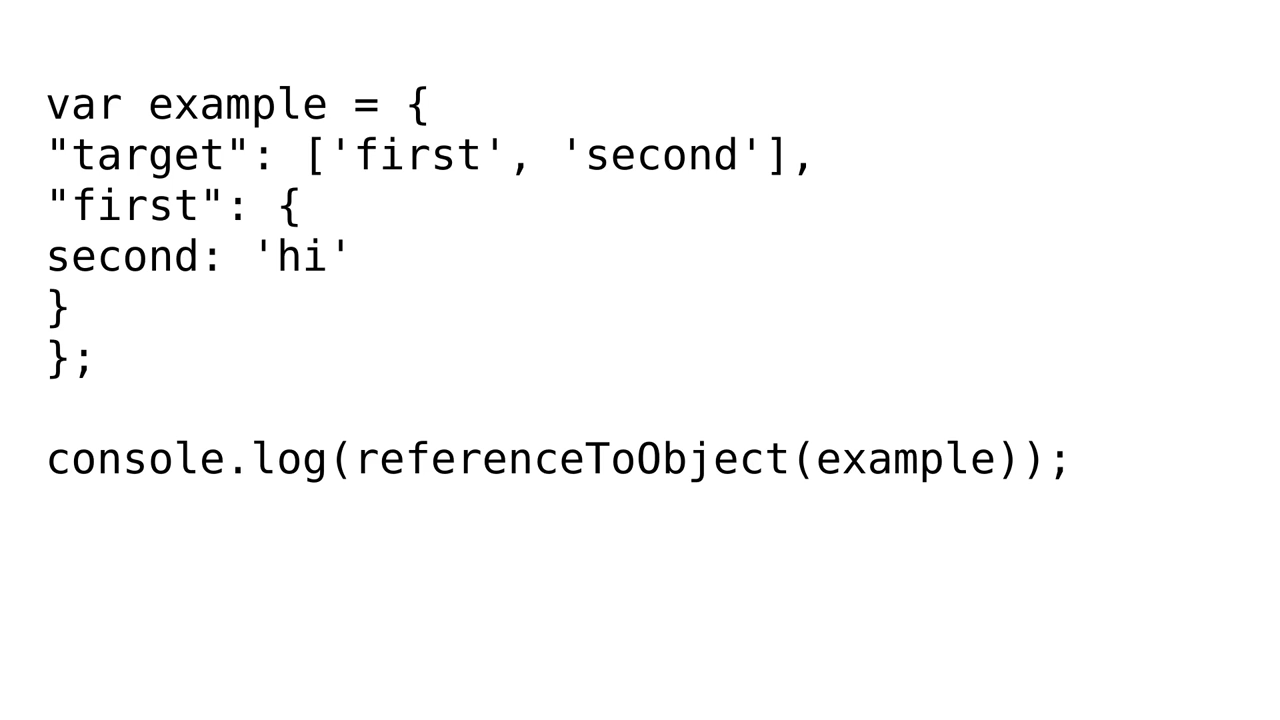 var example = {
"target": ['first', 'second'],
"first": {
second: 'hi'
}
};

console.log(referenceToObject(example));